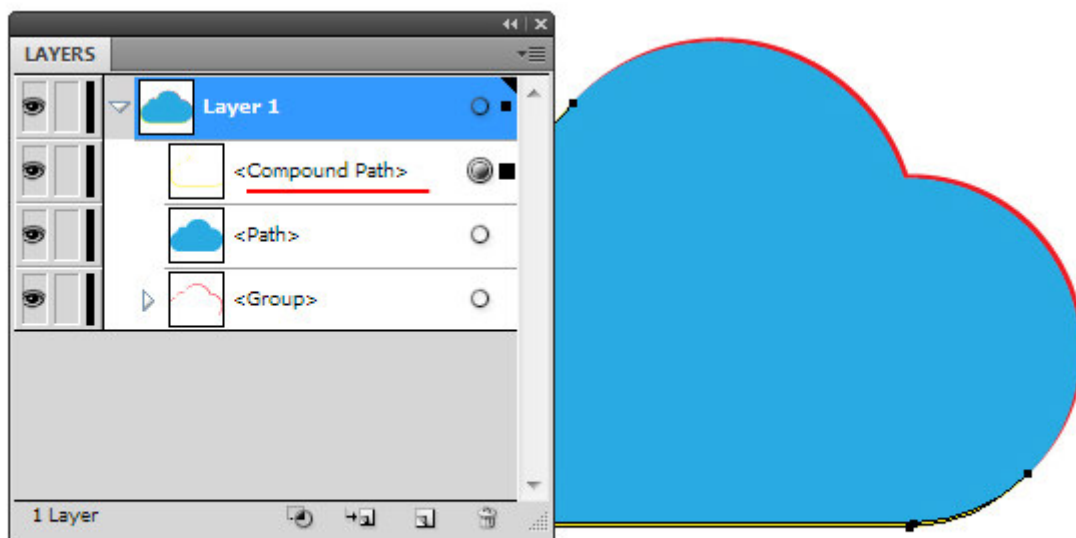 LAYERS
Layer 1
<Compound Path>
<Path>
<Group>
1 Layer